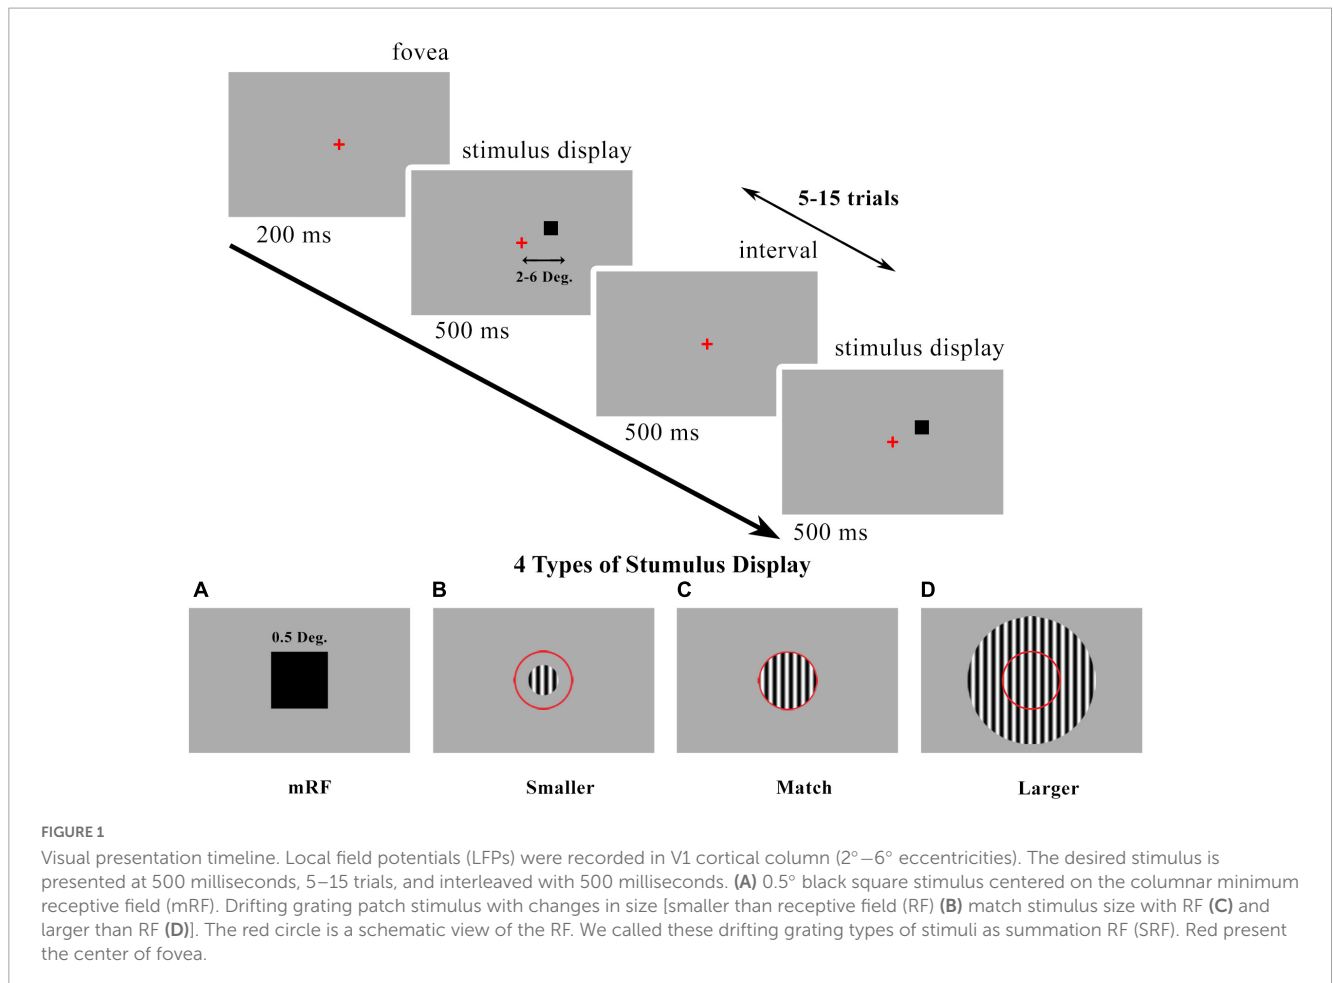 fovea
200 ms
stimulus display
2-6 Deg.
500 ms
5-15 trials
interval
500 ms
stimulus display
500 ms
4 Types of Stumulus Display
A
B
C
D
0.5 Deg.
mRF
Smaller
Match
Larger
FIGURE 1
Visual presentation timeline. Local field potentials (LFPs) were recorded in V1 cortical column (2°–6° eccentricities). The desired stimulus is
presented at 500 milliseconds, 5–15 trials, and interleaved with 500 milliseconds. (A) 0.5° black square stimulus centered on the columnar minimum
receptive field (mRF). Drifting grating patch stimulus with changes in size [smaller than receptive field (RF) (B) match stimulus size with RF (C) and
larger than RF (D)]. The red circle is a schematic view of the RF. We called these drifting grating types of stimuli as summation RF (SRF). Red present
the center of fovea.